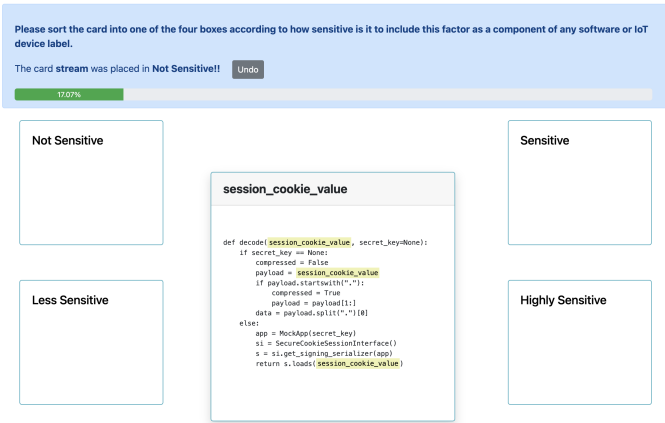 Please sort the card into one of the four boxes according to how sensitive is it to include this factor as a component of any software or IoT
device label.
The card stream was placed in Not Sensitive!! Undo
17.07%
Not Sensitive
Sensitive
session_cookie_value
def decode(session_cookie_value, secret_key=None):
    if secret_key == None:
        compressed = False
        payload = session_cookie_value
        if payload.startswith("."):
            compressed = True
            payload = payload[1:]
        data = payload.split(".")[0]
    else:
        app = MockApp(secret_key)
        si = SecureCookieSessionInterface()
        s = si.get_signing_serializer(app)
        return s.loads(session_cookie_value)
Less Sensitive
Highly Sensitive